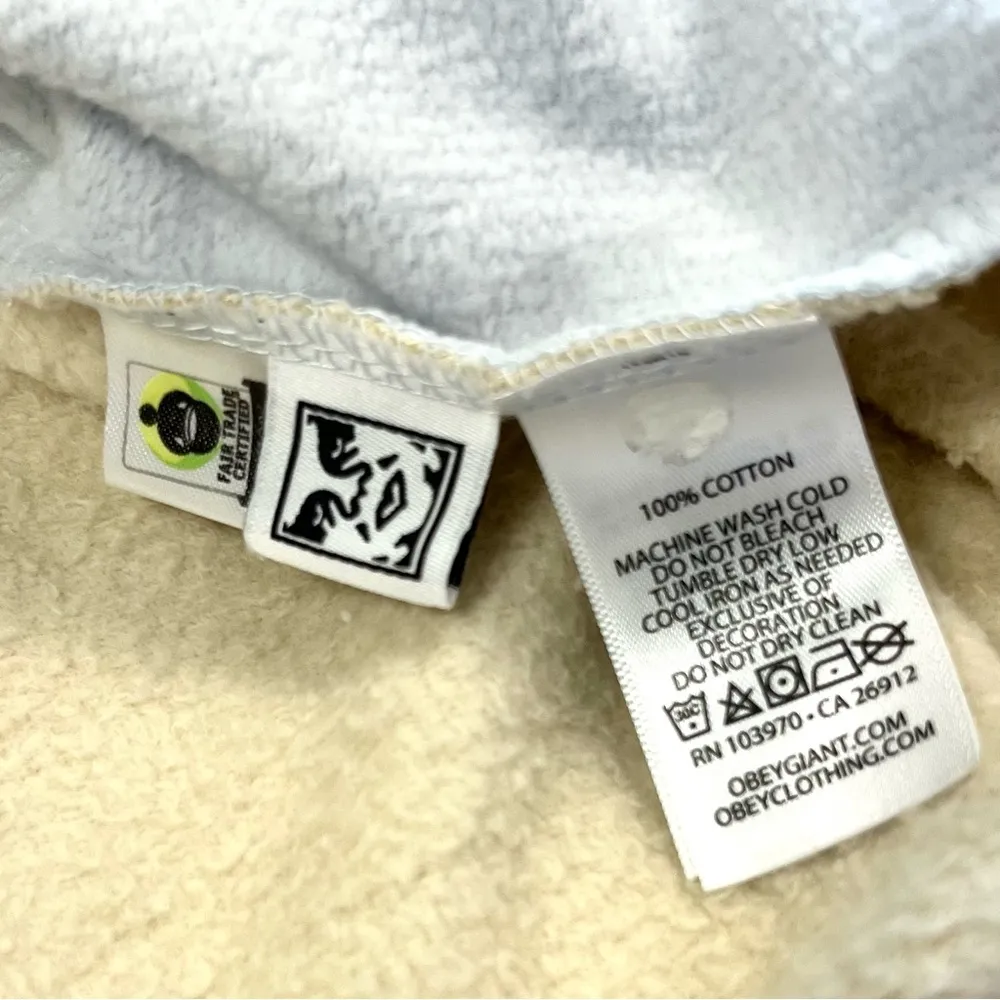 FAIR TRADE
CERTIFIED
100% COTTON
MACHINE WASH COLD
DO NOT BLEACH
TUMBLE DRY LOW
COOL IRON AS NEEDED
EXCLUSIVE OF
DECORATION
DO NOT DRY CLEAN
30C
RN 103970 • CA 26912
OBEYGIANT.COM
OBEYCLOTHING.COM